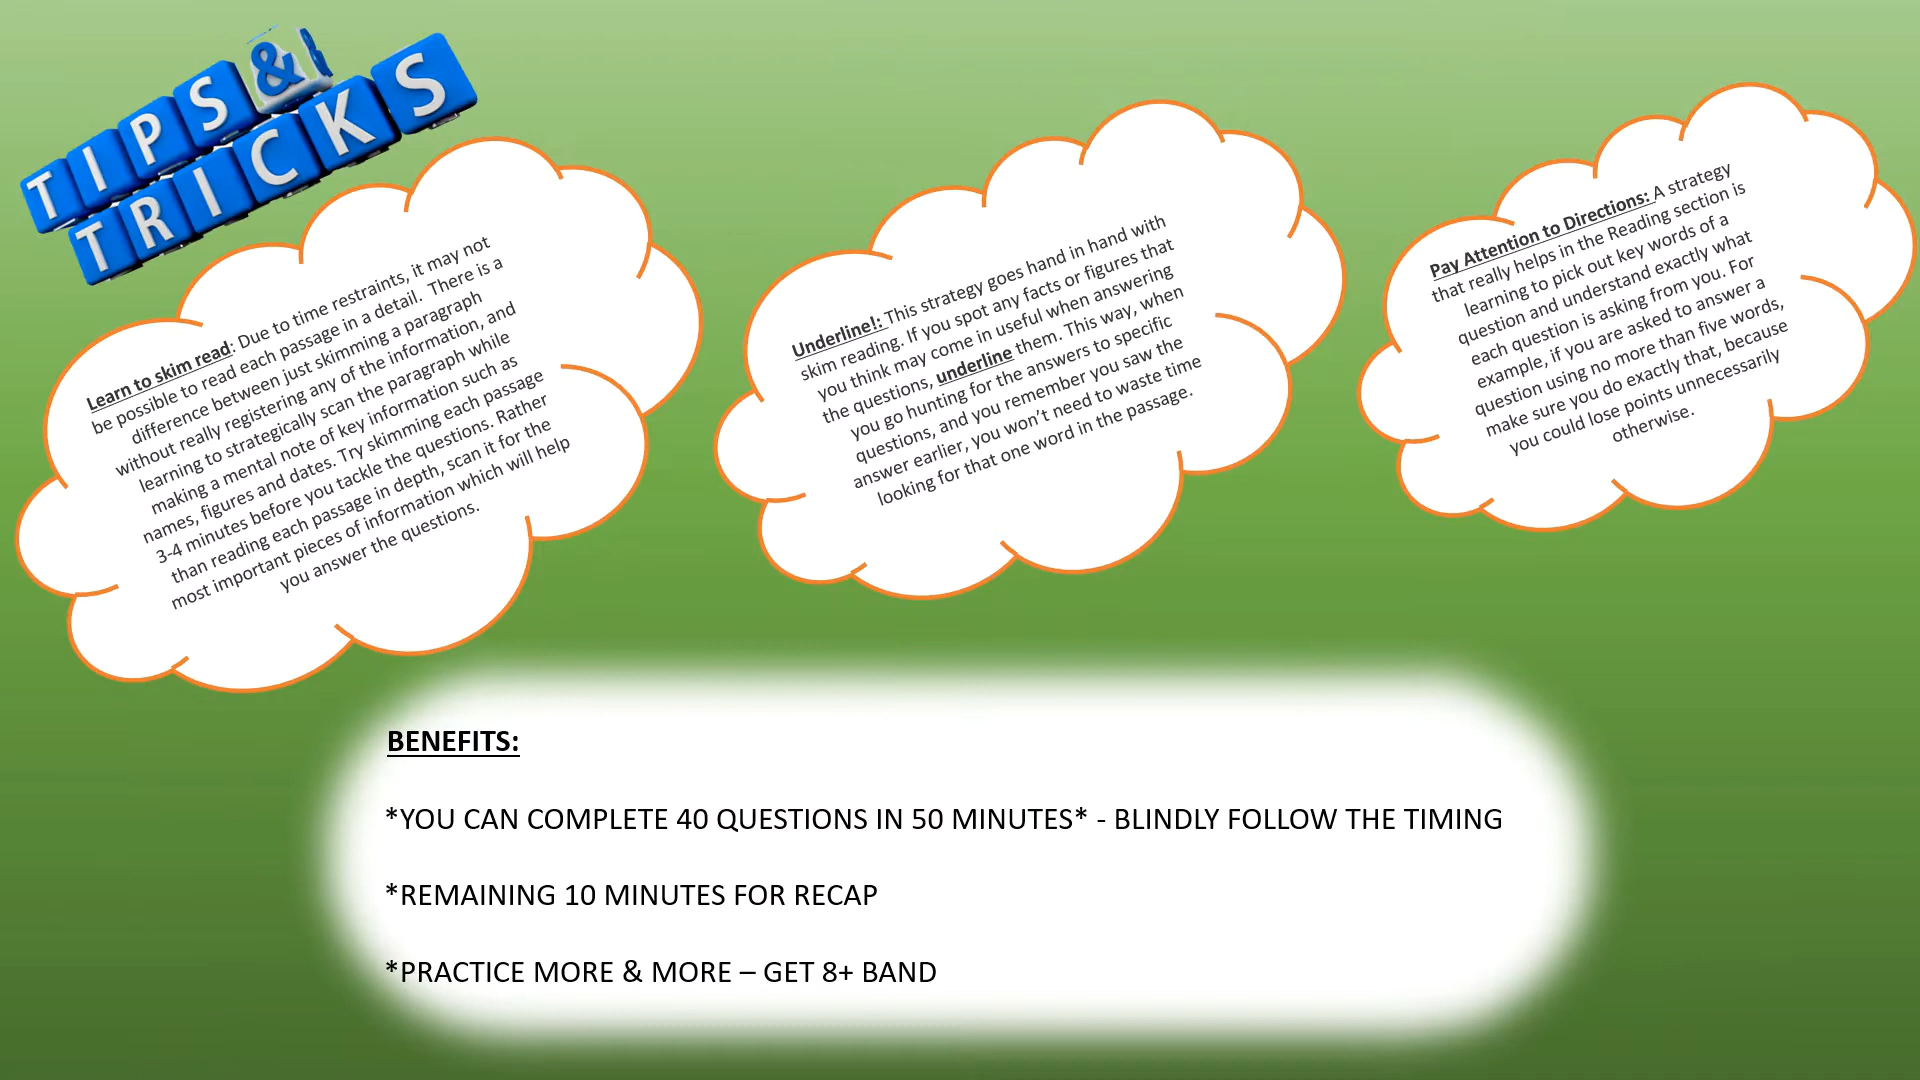 TIPS &
TRICKS
Learn to skim read: Due to time restraints, it may not
be possible to read each passage in a detail. There is a
difference between just skimming a paragraph
without really registering any of the information, and
learning to strategically scan the paragraph while
making a mental note of key information such as
names, figures and dates. Try skimming each passage
3-4 minutes before you tackle the questions. Rather
than reading each passage in depth, scan it for the
most important pieces of information which will help
you answer the questions.
Underline!: This strategy goes hand in hand with
skim reading. If you spot any facts or figures that
you think may come in useful when answering
the questions, underline them. This way, when
you go hunting for the answers to specific
questions, and you remember you saw the
answer earlier, you won't need to waste time
looking for that one word in the passage.
Pay Attention to Directions: A strategy
that really helps in the Reading section is
learning to pick out key words of a
question and understand exactly what
each question is asking from you. For
example, if you are asked to answer a
question using no more than five words,
make sure you do exactly that, because
you could lose points unnecessarily
otherwise.
BENEFITS:
*YOU CAN COMPLETE 40 QUESTIONS IN 50 MINUTES* - BLINDLY FOLLOW THE TIMING
*REMAINING 10 MINUTES FOR RECAP
*PRACTICE MORE & MORE – GET 8+ BAND